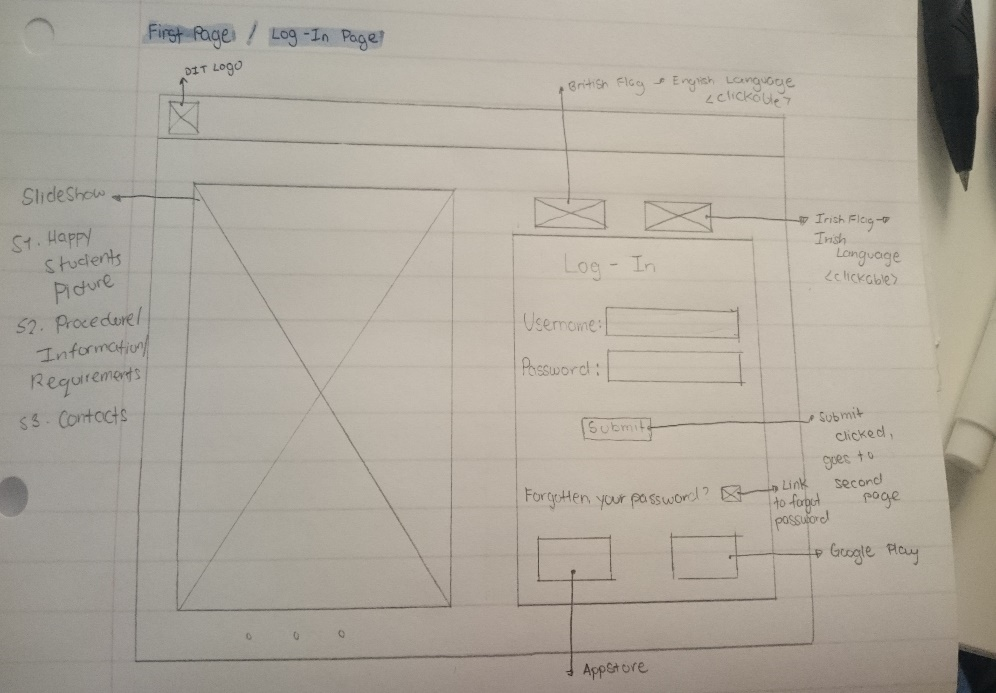 First Page / Log-In Page
DIT LOGO
British Flag → English Language
<clickable>
SlideShow
S1. Happy
Students
Picture
S2. Procedure/
Information/
Requirements
S3. Contacts
Irish Flag →
Irish
Language
<clickable>
Log-In
Username:
Password:
Submit
Submit
clicked,
goes to
second
page
Forgotten your password?
Link
to forgot
password
Google Play
AppStore